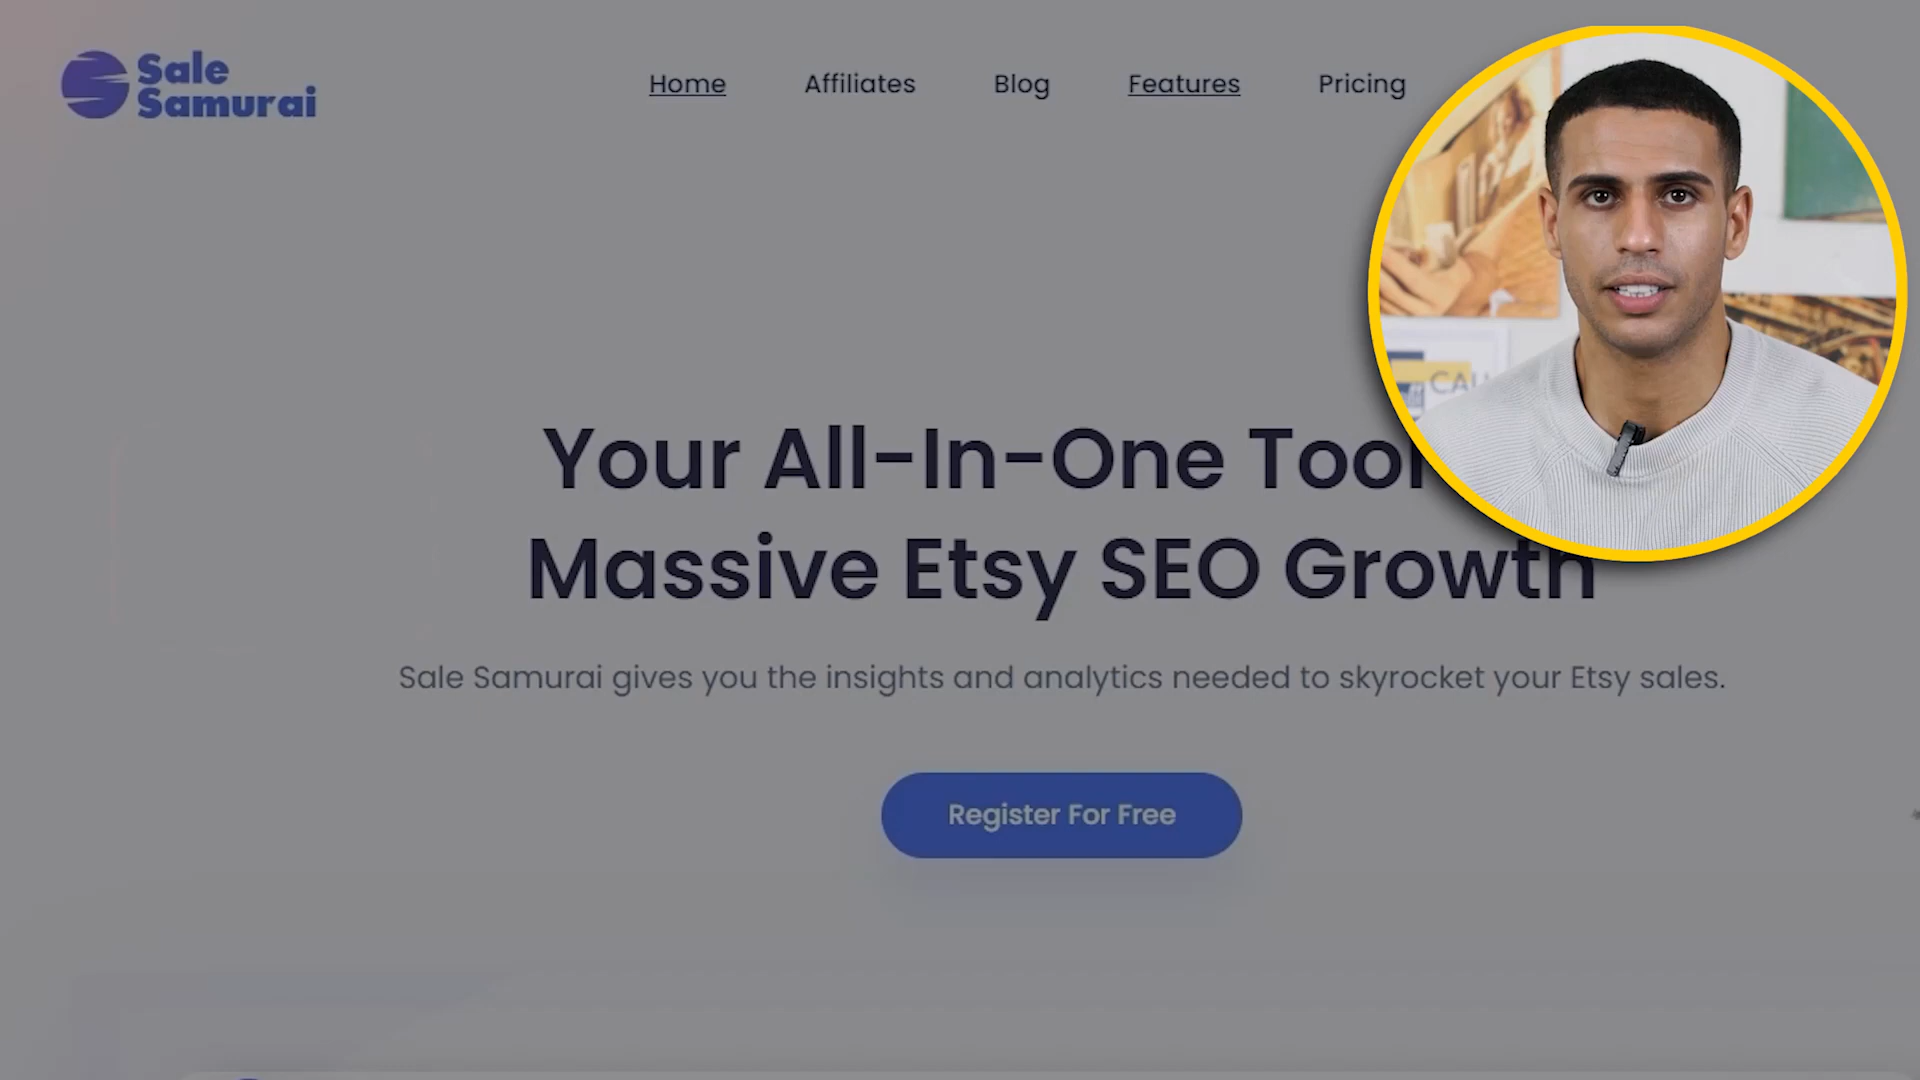 Sale
Samurai
Home Affiliates Blog Features Pricing
CAL
Your All-In-One Tool
Massive Etsy SEO Growth
Sale Samurai gives you the insights and analytics needed to skyrocket your Etsy sales.
Register For Free